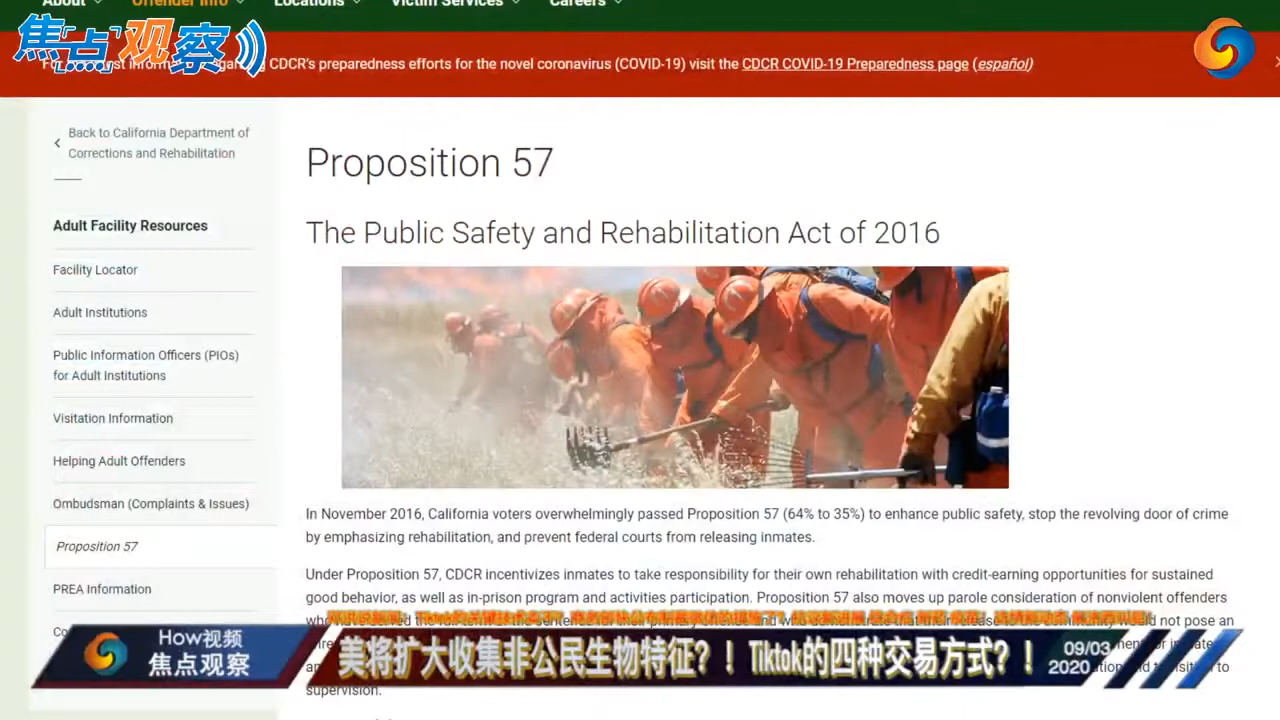 About Offender Info Locations Victim Services Careers
焦点观察
CDCR's preparedness efforts for the novel coronavirus (COVID-19) visit the CDCR COVID-19 Preparedness page (español)
Back to California Department of
Corrections and Rehabilitation
Adult Facility Resources
Facility Locator
Adult Institutions
Public Information Officers (PIOs)
for Adult Institutions
Visitation Information
Helping Adult Offenders
Ombudsman (Complaints & Issues)
Proposition 57
PREA Information
Proposition 57
The Public Safety and Rehabilitation Act of 2016
In November 2016, California voters overwhelmingly passed Proposition 57 (64% to 35%) to enhance public safety, stop the revolving door of crime
by emphasizing rehabilitation, and prevent federal courts from releasing inmates.
Under Proposition 57, CDCR incentivizes inmates to take responsibility for their own rehabilitation with credit-earning opportunities for sustained
good behavior, as well as in-prison program and activities participation. Proposition 57 also moves up parole consideration of nonviolent offenders
not pose an
to
supervision.
How视频
焦点观察
美将扩大收集非公民生物特征？！Tiktok的四种交易方式？！
09/03
2020